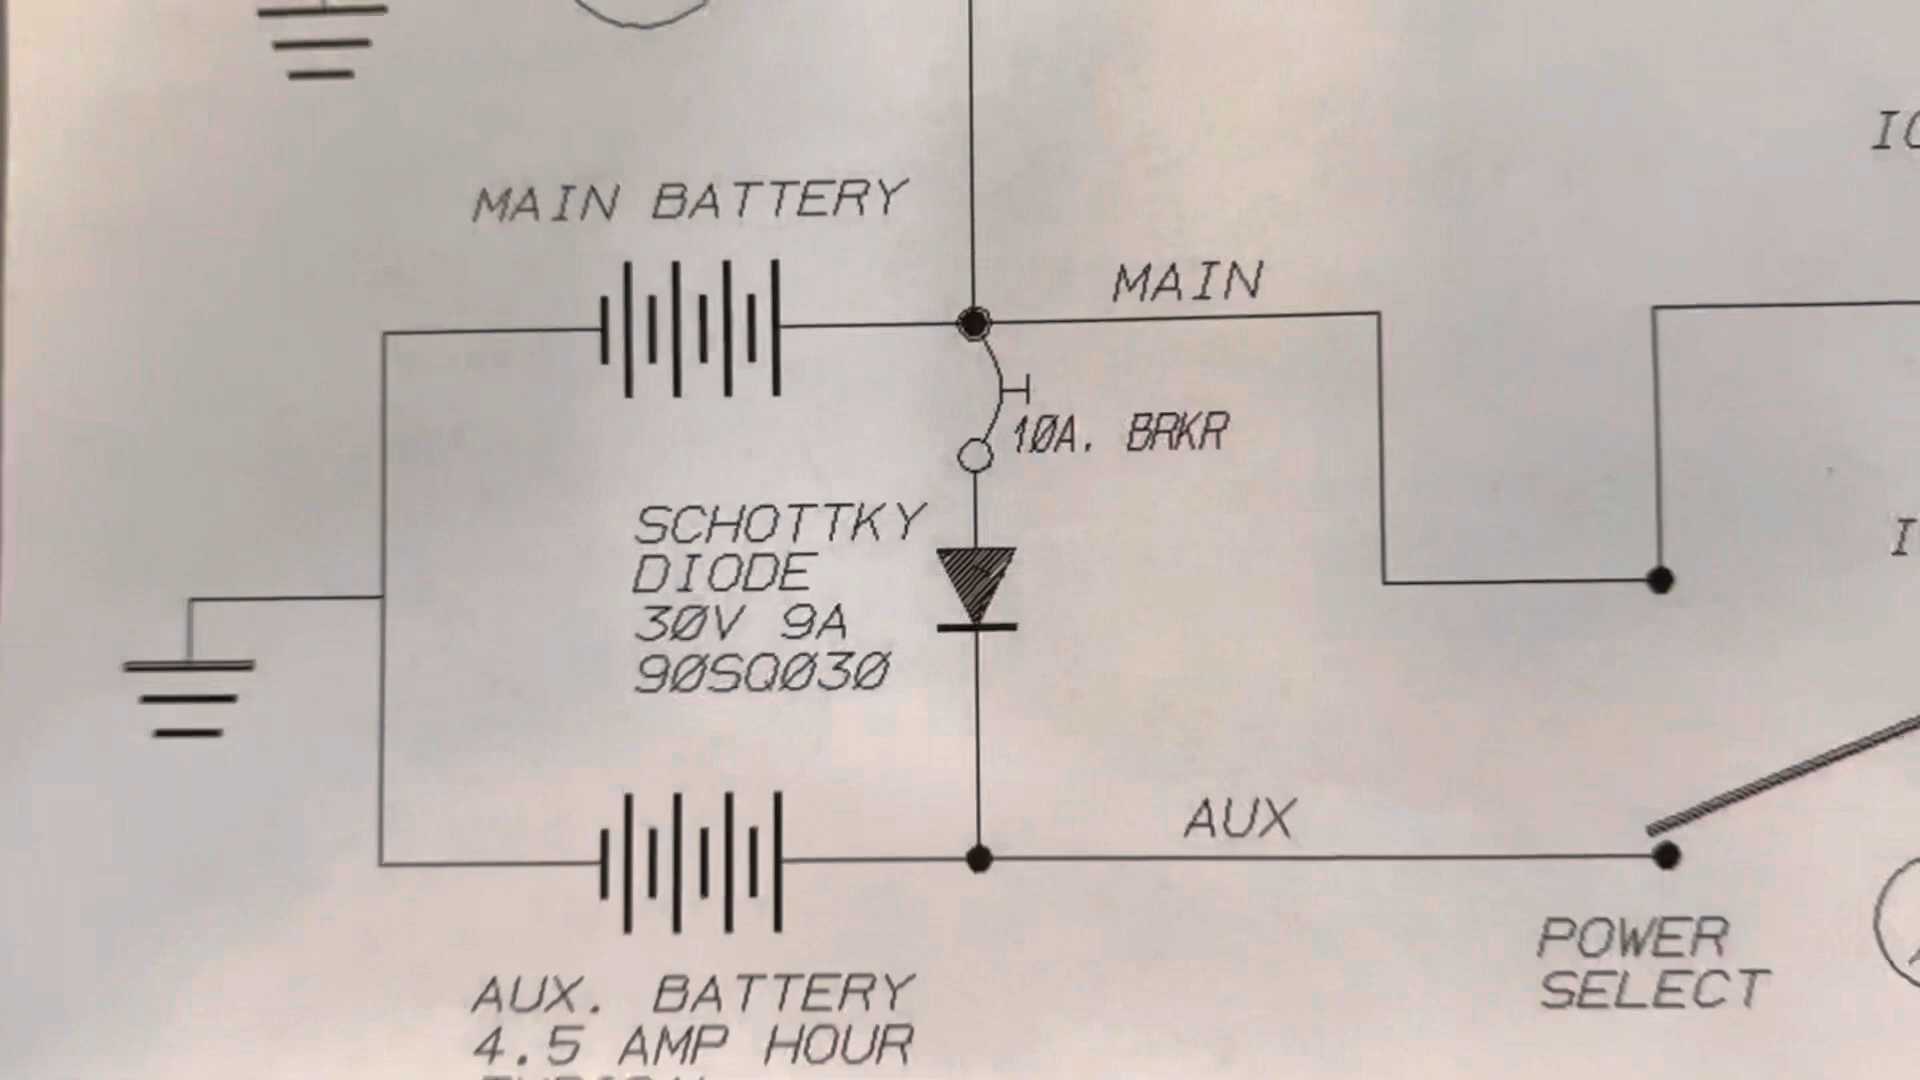 MAIN BATTERY
MAIN
10A. BRKR
SCHOTTKY
DIODE
30V 9A
90SQ030
AUX
POWER
SELECT
AUX. BATTERY
4.5 AMP HOUR